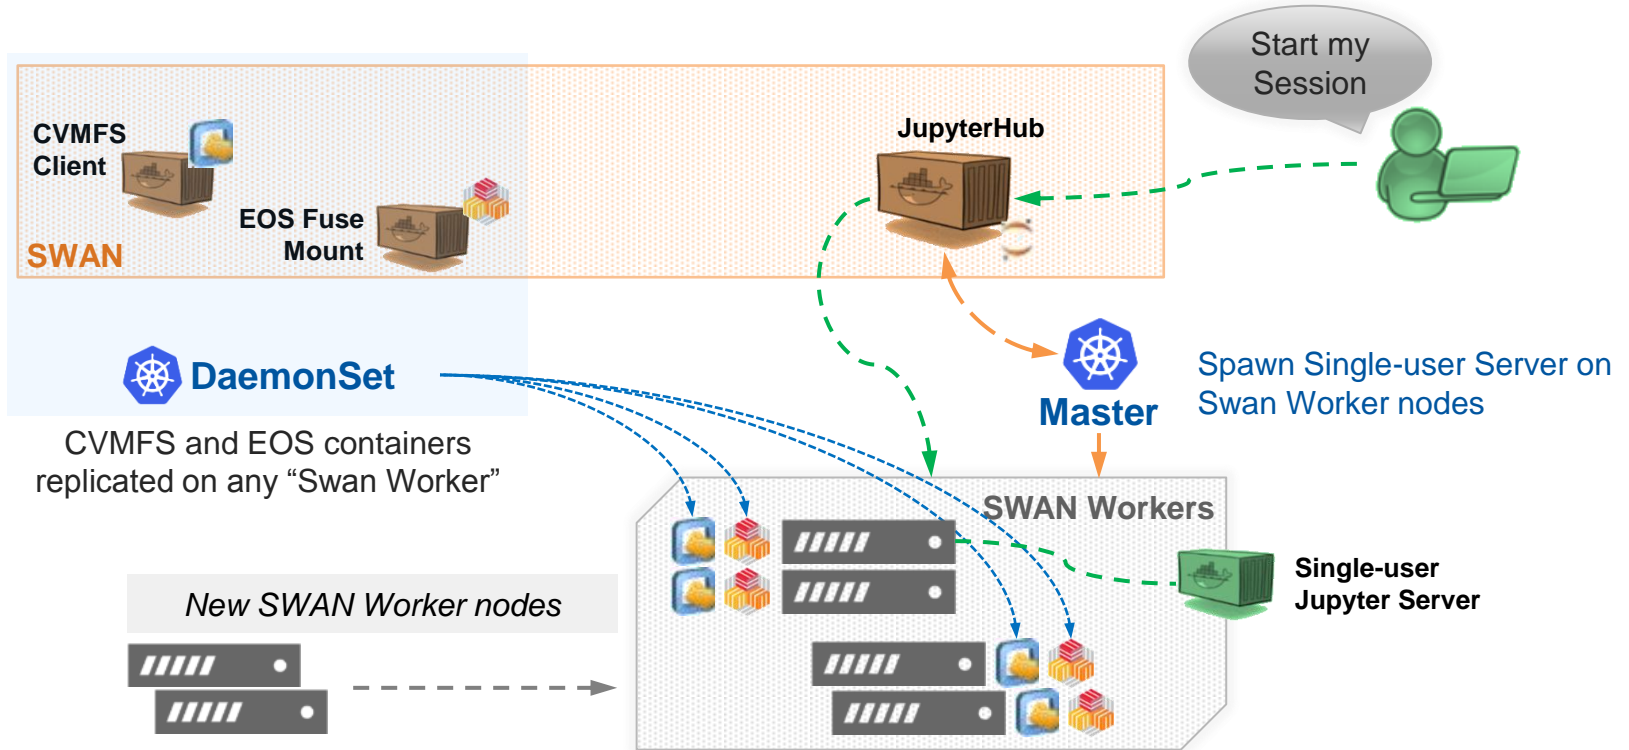 Start my
Session
CVMFS
Client
JupyterHub
EOS Fuse
Mount
SWAN
DaemonSet
Master
Spawn Single-user Server on
Swan Worker nodes
CVMFS and EOS containers
replicated on any “Swan Worker”
SWAN Workers
New SWAN Worker nodes
Single-user
Jupyter Server